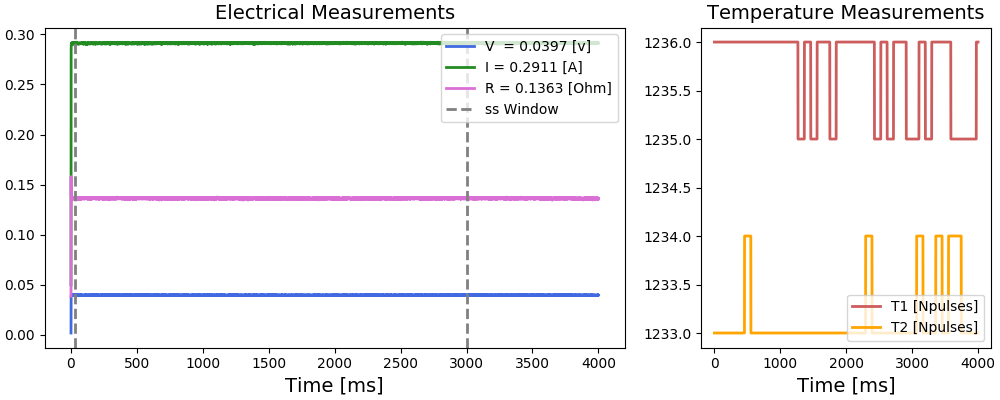 Electrical Measurements
0.30
0.25
0.20
0.15
0.10
0.05
0.00
V  = 0.0397 [v]
I = 0.2911 [A]
R = 0.1363 [Ohm]
ss Window
0 500 1000 1500 2000 2500 3000 3500 4000
Time [ms]
Temperature Measurements
1236.0
1235.5
1235.0
1234.5
1234.0
1233.5
1233.0
T1 [Npulses]
T2 [Npulses]
0 1000 2000 3000 4000
Time [ms]